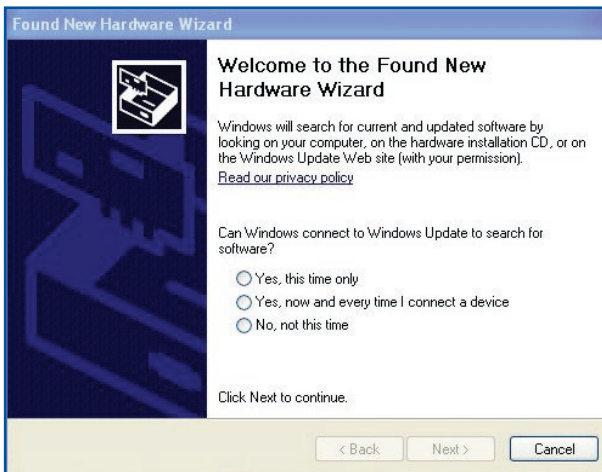 Found New Hardware Wizard
Welcome to the Found New
Hardware Wizard
Windows will search for current and updated software by
looking on your computer, on the hardware installation CD, or on
the Windows Update Web site (with your permission).
Read our privacy policy
Can Windows connect to Windows Update to search for
software?
Yes, this time only
Yes, now and every time I connect a device
No, not this time
Click Next to continue.
< Back Next > Cancel